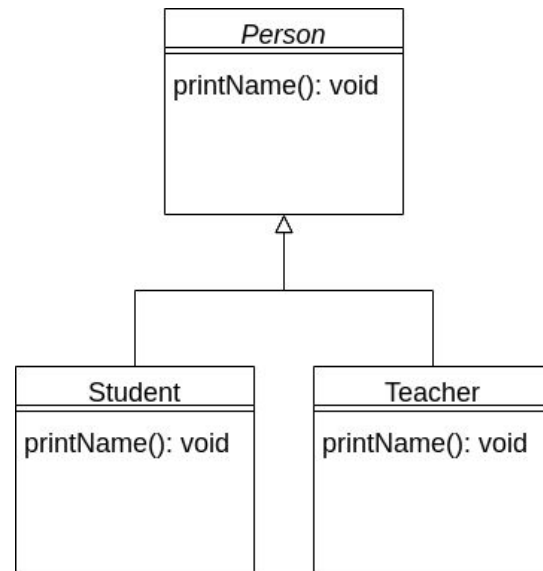 Person
printName(): void
Student
printName(): void
Teacher
printName(): void